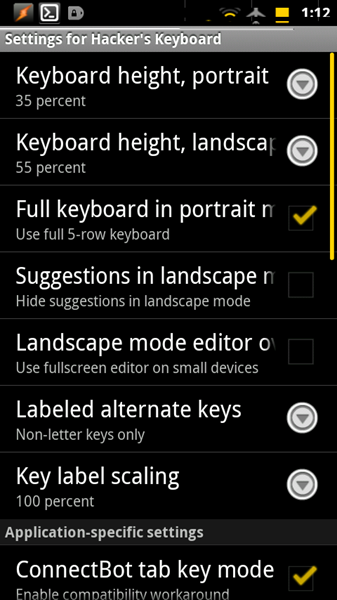 1:12
Settings for Hacker's Keyboard
Keyboard height, portrait
35 percent
Keyboard height, landscap
55 percent
Full keyboard in portrait m
Use full 5-row keyboard
Suggestions in landscape m
Hide suggestions in landscape mode
Landscape mode editor ov
Use fullscreen editor on small devices
Labeled alternate keys
Non-letter keys only
Key label scaling
100 percent
Application-specific settings
ConnectBot tab key mode
Enable compatibility workaround